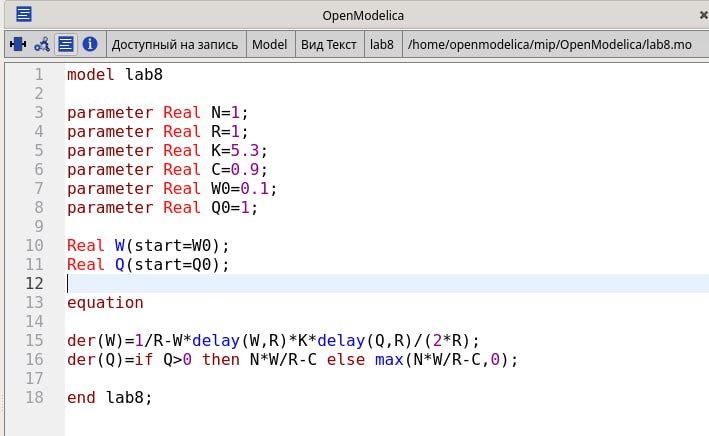 OpenModelica
Доступный на запись Model Вид Текст lab8 /home/openmodelica/mip/OpenModelica/lab8.mo
1 model lab8
2
3 parameter Real N=1;
4 parameter Real R=1;
5 parameter Real K=5.3;
6 parameter Real C=0.9;
7 parameter Real W0=0.1;
8 parameter Real Q0=1;
9
10 Real W(start=W0);
11 Real Q(start=Q0);
12
13 equation
14
15 der(W)=1/R-W*delay(W,R)*K*delay(Q,R)/(2*R);
16 der(Q)=if Q>0 then N*W/R-C else max(N*W/R-C,0);
17
18 end lab8;